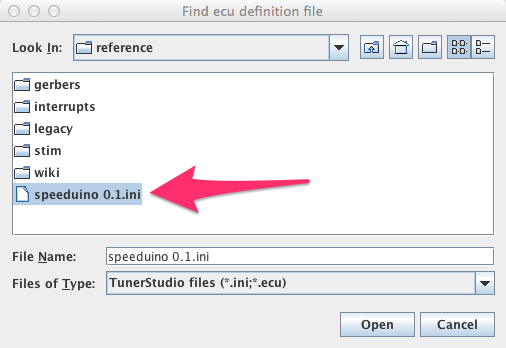 Find ecu definition file
Look In: reference
gerbers
interrupts
legacy
stim
wiki
speeduino 0.1.ini
File Name: speeduino 0.1.ini
Files of Type: TunerStudio files (*.ini;*.ecu)
Open Cancel